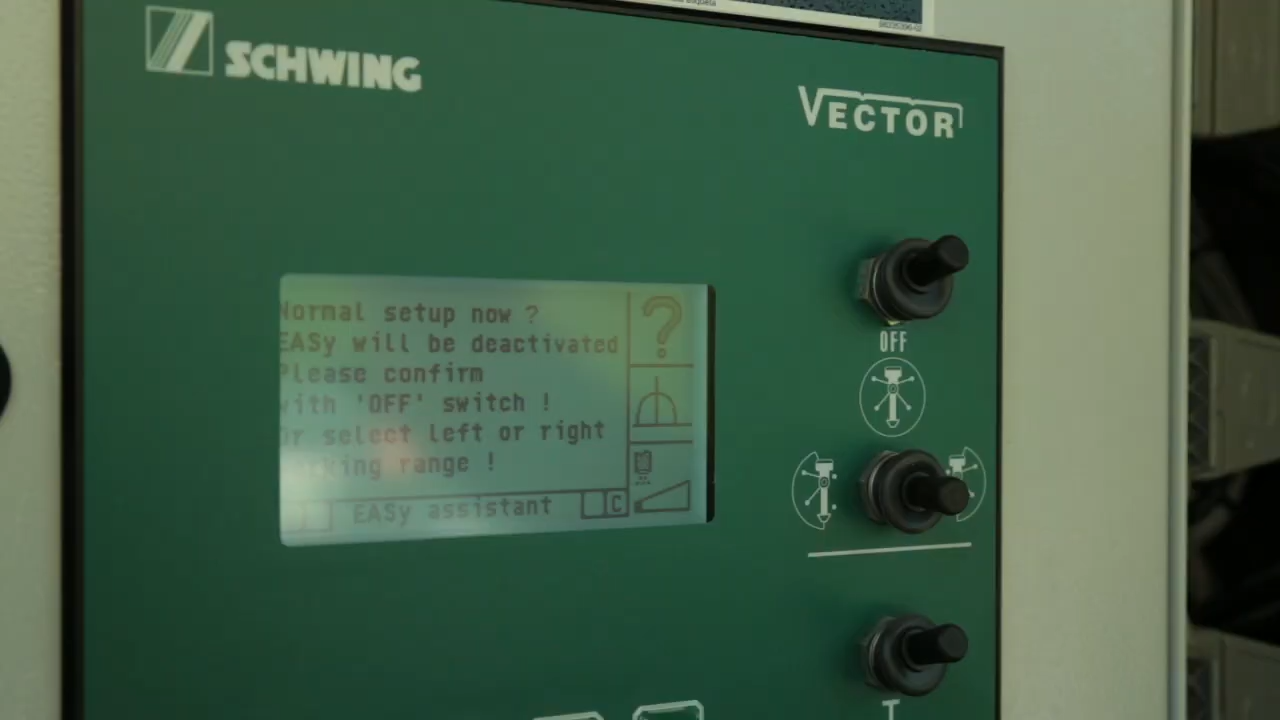 SCHWING
VECTOR
Normal setup now ?
EASy will be deactivated
Please confirm
with 'OFF' switch !
Or select left or right
working range !
EASy assistant
C
?
OFF
T